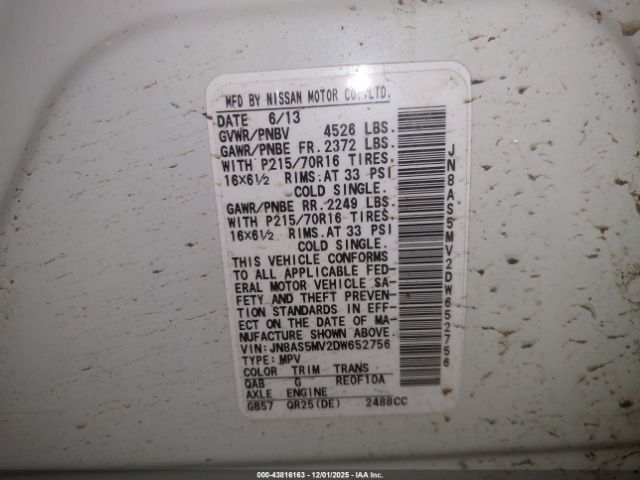 MFD BY NISSAN MOTOR CO.,LTD.
DATE 6/13
GVWR/PNBV 4526 LBS.
GAWR/PNBE FR. 2372 LBS.
WITH P215/70R16 TIRES.
16X6½ RIMS.AT 33 PSI
COLD SINGLE.
GAWR/PNBE RR. 2249 LBS.
WITH P215/70R16 TIRES.
16X6½ RIMS.AT 33 PSI
COLD SINGLE.
THIS VEHICLE CONFORMS
TO ALL APPLICABLE FED-
ERAL MOTOR VEHICLE SA-
FETY AND THEFT PREVEN-
TION STANDARDS IN EFF-
ECT ON THE DATE OF MA-
NUFACTURE SHOWN ABOVE.
VIN: JN8AS5MV2DW652756
TYPE: MPV
COLOR TRIM TRANS
QAB G RE0F10A
AXLE ENGINE
GB57 QR25(DE) 2488CC
JN8AS5MV2DW652756
000-43816163 - 12/01/2025 - IAA Inc.